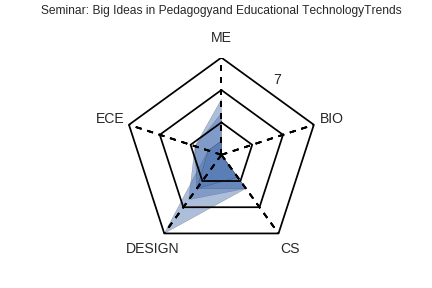 Seminar: Big Ideas in Pedagogyand Educational TechnologyTrends
ME
7
ECE
BIO
DESIGN
CS